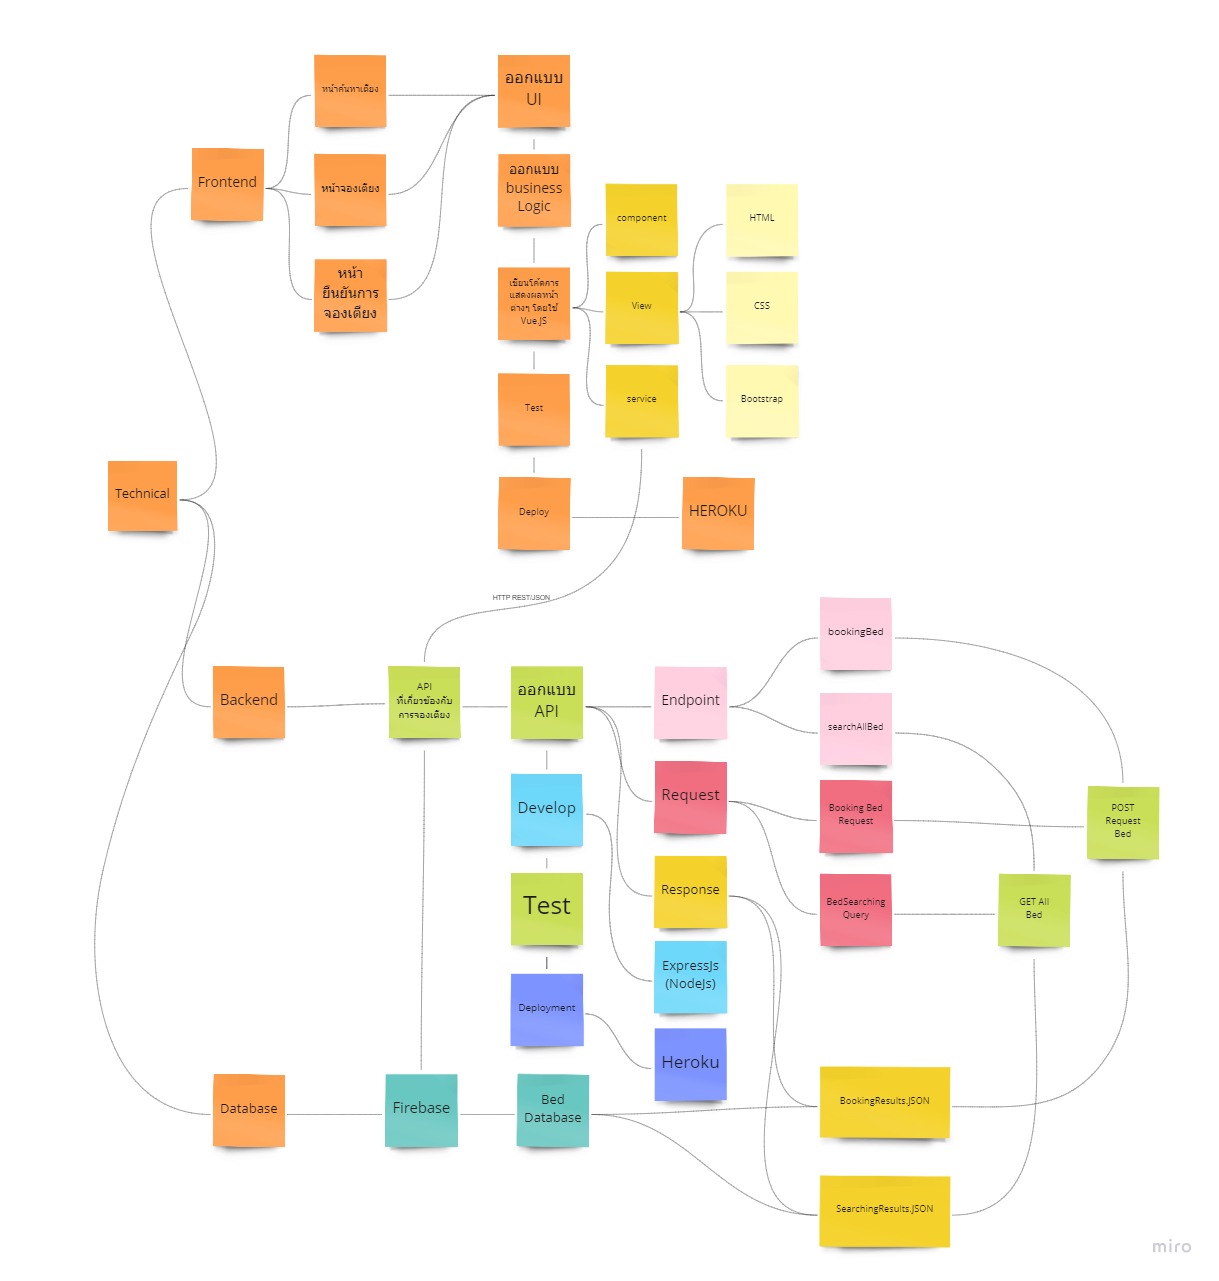 หน้าค้นหาเตียง
ออกแบบ
UI
Frontend
หน้าจองเตียง
ออกแบบ
business
Logic
หน้า
ยืนยันการ
จองเตียง
เขียนโค้ดการ
แสดงผลหน้า
ต่างๆ โดยใช้
Vue.JS
component
HTML
View
CSS
Test
service
Bootstrap
Technical
Deploy
HEROKU
HTTP REST/JSON
Backend
API
ที่เกี่ยวข้องกับ
การจองเตียง
ออกแบบ
API
Endpoint
bookingBed
searchAllBed
Develop
Request
Booking Bed
Request
POST
Request
Bed
Test
Response
BedSearching
Query
GET All
Bed
ExpressJs
(NodeJs)
Deployment
Heroku
Database
Firebase
Bed
Database
BookingResults.JSON
SearchingResults.JSON
miro